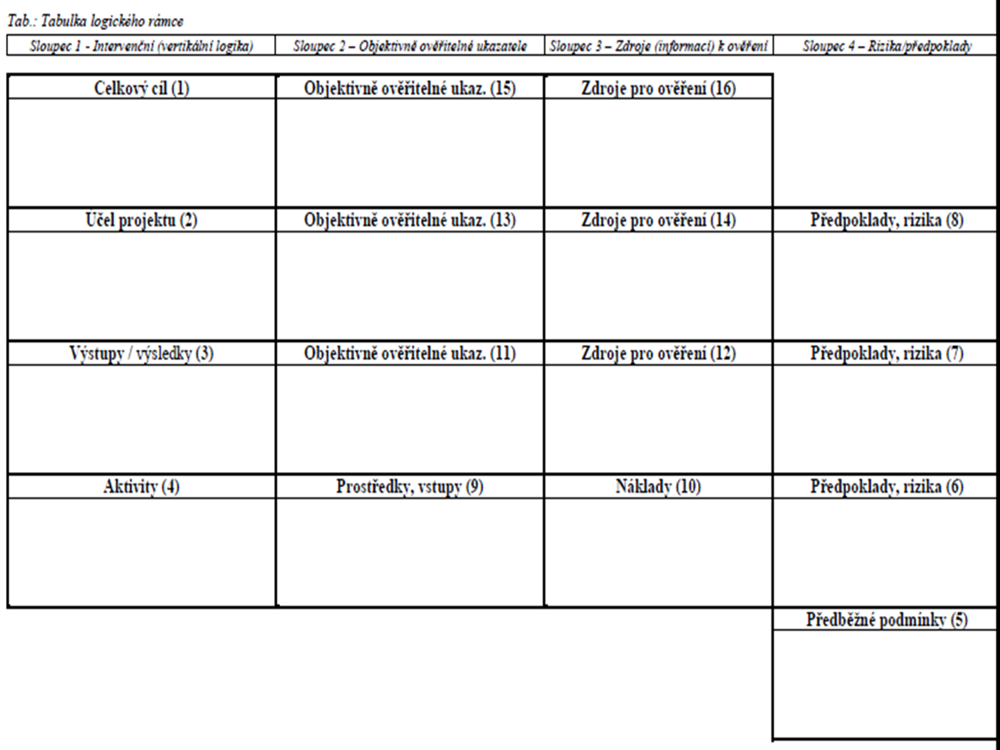 Tab.: Tabulka logického rámce
Sloupec 1 - Intervenční (vertikální logika) Sloupec 2 – Objektivně ověřitelné ukazatele Sloupec 3 – Zdroje (informací) k ověření Sloupec 4 – Rizika/předpoklady
Celkový cíl (1) Objektivně ověřitelné ukaz. (15) Zdroje pro ověření (16)
Účel projektu (2) Objektivně ověřitelné ukaz. (13) Zdroje pro ověření (14) Předpoklady, rizika (8)
Výstupy / výsledky (3) Objektivně ověřitelné ukaz. (11) Zdroje pro ověření (12) Předpoklady, rizika (7)
Aktivity (4) Prostředky, vstupy (9) Náklady (10) Předpoklady, rizika (6)
Předběžné podmínky (5)